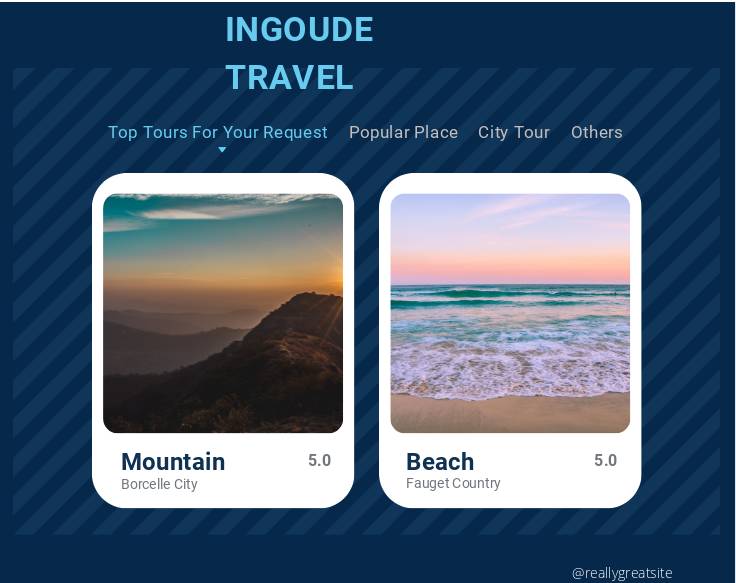 INGOUDE
TRAVEL
Top Tours For Your Request Popular Place City Tour Others
Mountain 5.0
Borcelle City
Beach 5.0
Fauget Country
@reallygreatsite